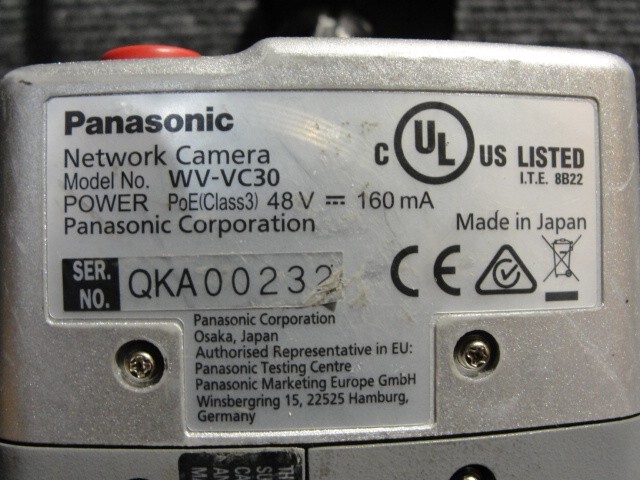 Panasonic
Network Camera
Model No. WV-VC30
POWER PoE(Class3) 48 V ⎓ 160 mA
Panasonic Corporation
C UL US LISTED
I.T.E. 8B22
Made in Japan
SER. NO. QKA00232
CE
Panasonic Corporation
Osaka, Japan
Authorised Representative in EU:
Panasonic Testing Centre
Panasonic Marketing Europe GmbH
Winsbergring 15, 22525 Hamburg,
Germany